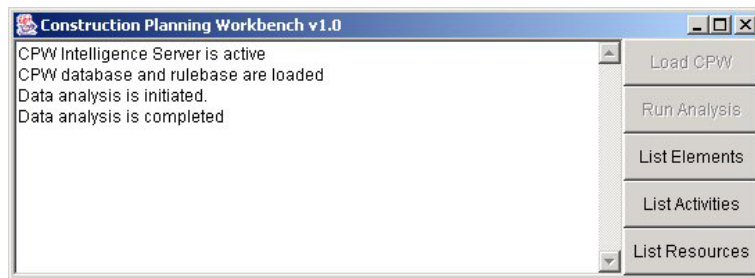 Construction Planning Workbench v1.0
CPW Intelligence Server is active
CPW database and rulebase are loaded
Data analysis is initiated.
Data analysis is completed
Load CPW
Run Analysis
List Elements
List Activities
List Resources